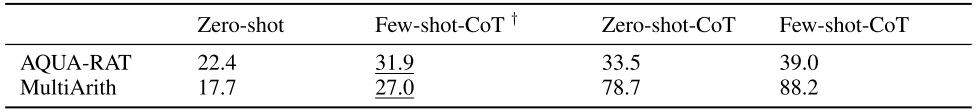 Zero-shot Few-shot-CoT † Zero-shot-CoT Few-shot-CoT
AQUA-RAT 22.4 31.9 33.5 39.0
MultiArith 17.7 27.0 78.7 88.2